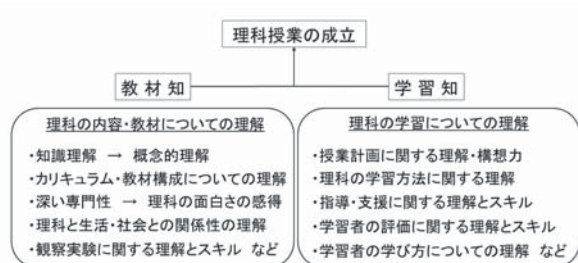 理科授業の成立
教材知
学習知
理科の内容・教材についての理解
・知識理解 → 概念的理解
・カリキュラム・教材構成についての理解
・深い専門性 → 理科の面白さの感得
・理科と生活・社会との関係性の理解
・観察実験に関する理解とスキル など
理科の学習についての理解
・授業計画に関する理解・構想力
・理科の学習方法に関する理解
・指導・支援に関する理解とスキル
・学習者の評価に関する理解とスキル
・学習者の学び方についての理解 など